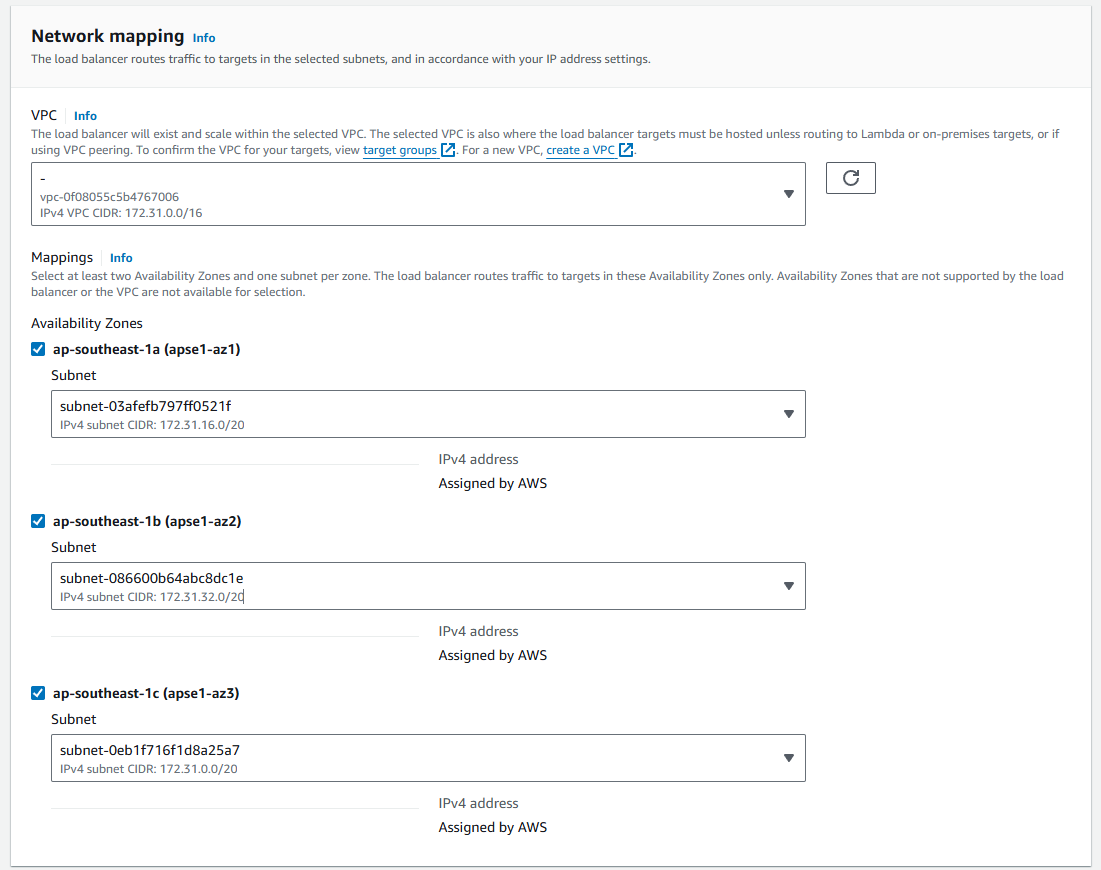 Network mapping Info
The load balancer routes traffic to targets in the selected subnets, and in accordance with your IP address settings.
VPC Info
The load balancer will exist and scale within the selected VPC. The selected VPC is also where the load balancer targets must be hosted unless routing to Lambda or on-premises targets, or if
using VPC peering. To confirm the VPC for your targets, view target groups. For a new VPC, create a VPC.
-
vpc-0f08055c5b4767006
IPv4 VPC CIDR: 172.31.0.0/16
Mappings Info
Select at least two Availability Zones and one subnet per zone. The load balancer routes traffic to targets in these Availability Zones only. Availability Zones that are not supported by the load
balancer or the VPC are not available for selection.
Availability Zones
ap-southeast-1a (apse1-az1)
Subnet
subnet-03afefb797ff0521f
IPv4 subnet CIDR: 172.31.16.0/20
IPv4 address
Assigned by AWS
ap-southeast-1b (apse1-az2)
Subnet
subnet-086600b64abc8dc1e
IPv4 subnet CIDR: 172.31.32.0/20
IPv4 address
Assigned by AWS
ap-southeast-1c (apse1-az3)
Subnet
subnet-0eb1f716f1d8a25a7
IPv4 subnet CIDR: 172.31.0.0/20
IPv4 address
Assigned by AWS